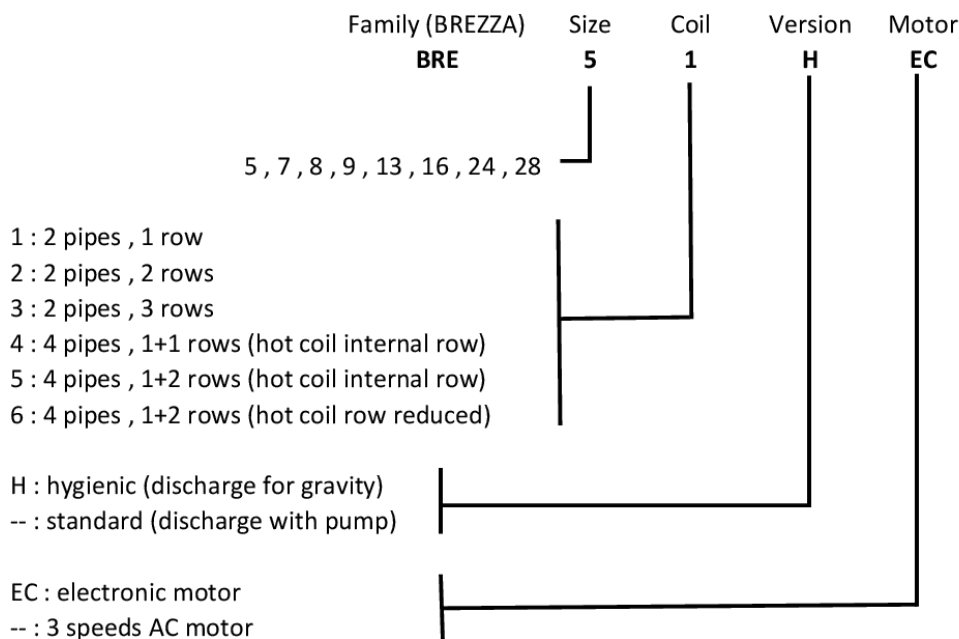 Family (BREZZA) Size Coil Version Motor
BRE 5 1 H EC
5 , 7 , 8 , 9 , 13 , 16 , 24 , 28
1 : 2 pipes , 1 row
2 : 2 pipes , 2 rows
3 : 2 pipes , 3 rows
4 : 4 pipes , 1+1 rows (hot coil internal row)
5 : 4 pipes , 1+2 rows (hot coil internal row)
6 : 4 pipes , 1+2 rows (hot coil row reduced)
H : hygienic (discharge for gravity)
-- : standard (discharge with pump)
EC : electronic motor
-- : 3 speeds AC motor